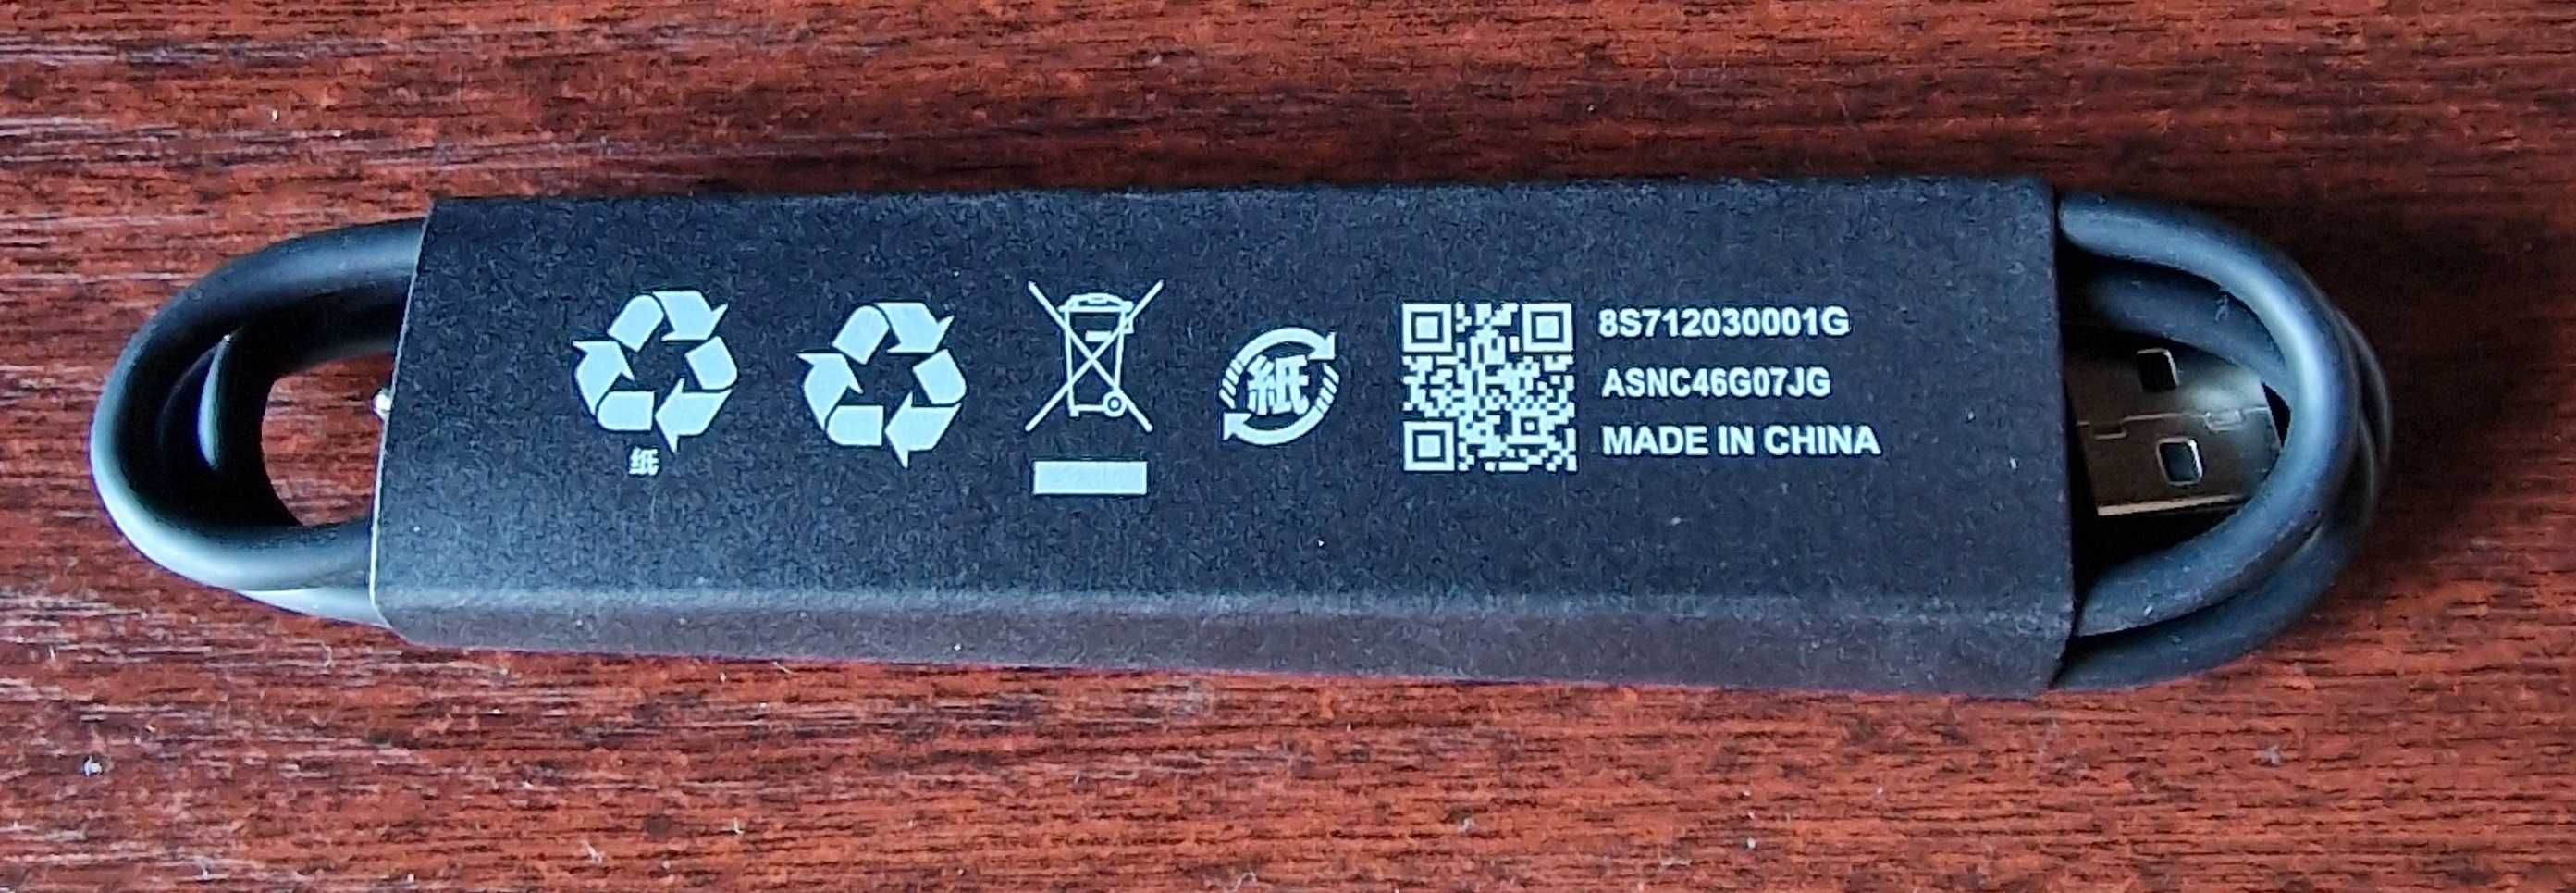 纸
紙
8S712030001G
ASNC46G07JG
MADE IN CHINA